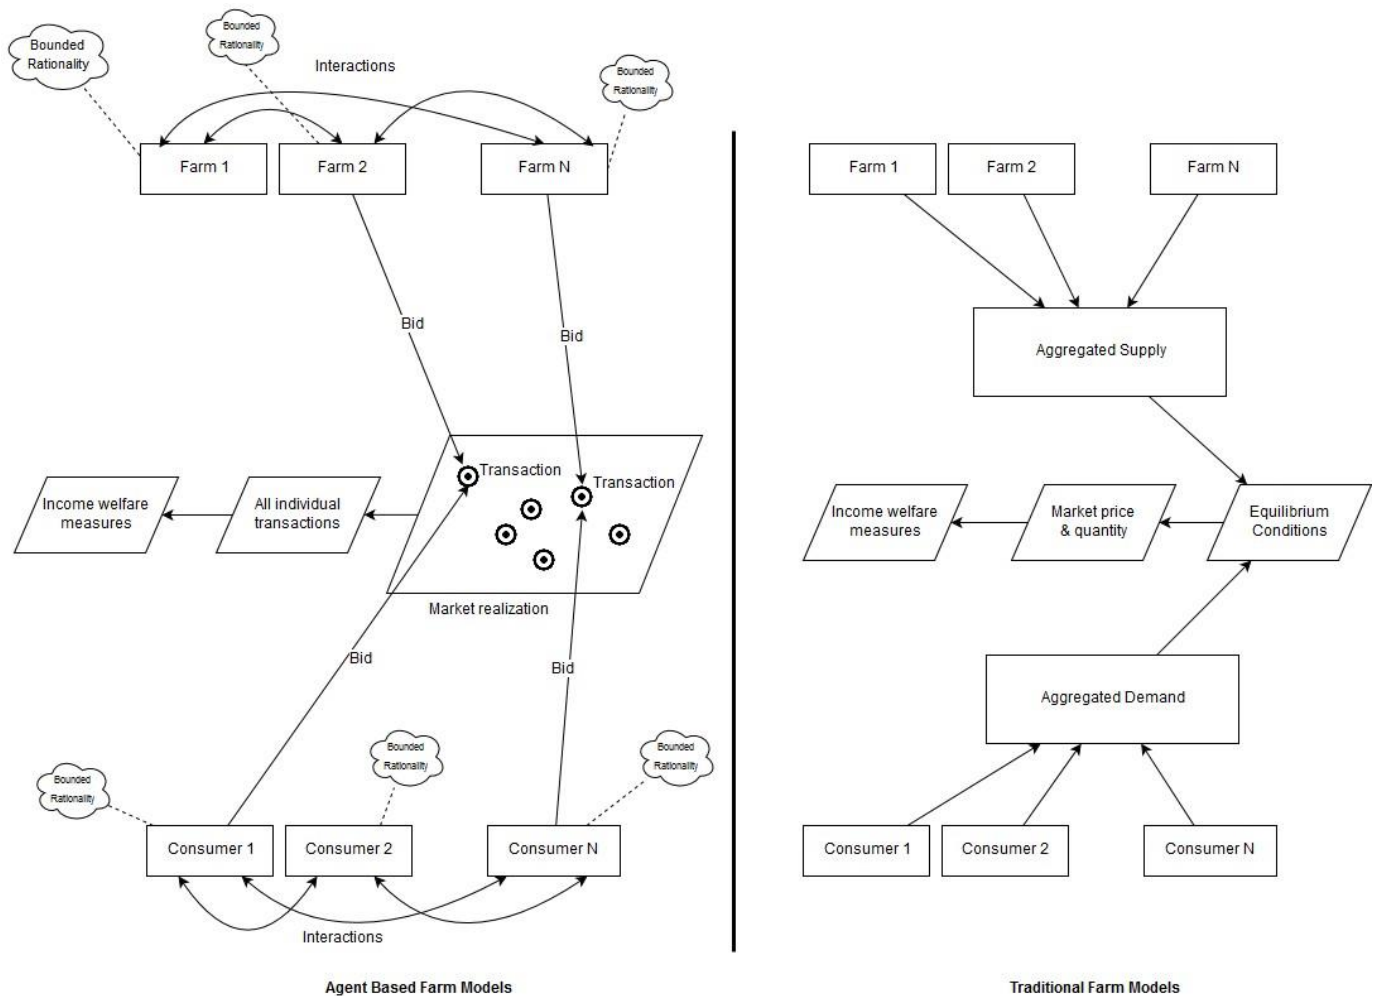 Bounded
Rationality
Bounded
Rationality
Interactions
Bounded
Rationality
Farm 1
Farm 2
Farm N
Bid
Bid
Transaction
Transaction
Income welfare
measures
All individual
transactions
Market realization
Bid
Bid
Bounded
Rationality
Bounded
Rationality
Bounded
Rationality
Consumer 1
Consumer 2
Consumer N
Interactions
Agent Based Farm Models
Farm 1
Farm 2
Farm N
Aggregated Supply
Income welfare
measures
Market price
& quantity
Equilibrium
Conditions
Aggregated Demand
Consumer 1
Consumer 2
Consumer N
Traditional Farm Models